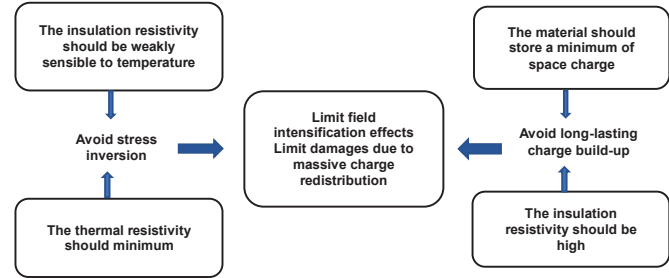 The insulation resistivity
should be weakly
sensible to temperature
The material should
store a minimum of
space charge
Avoid stress
inversion
Limit field
intensification effects
Limit damages due to
massive charge
redistribution
Avoid long-lasting
charge build-up
The thermal resistivity
should minimum
The insulation
resistivity should be
high